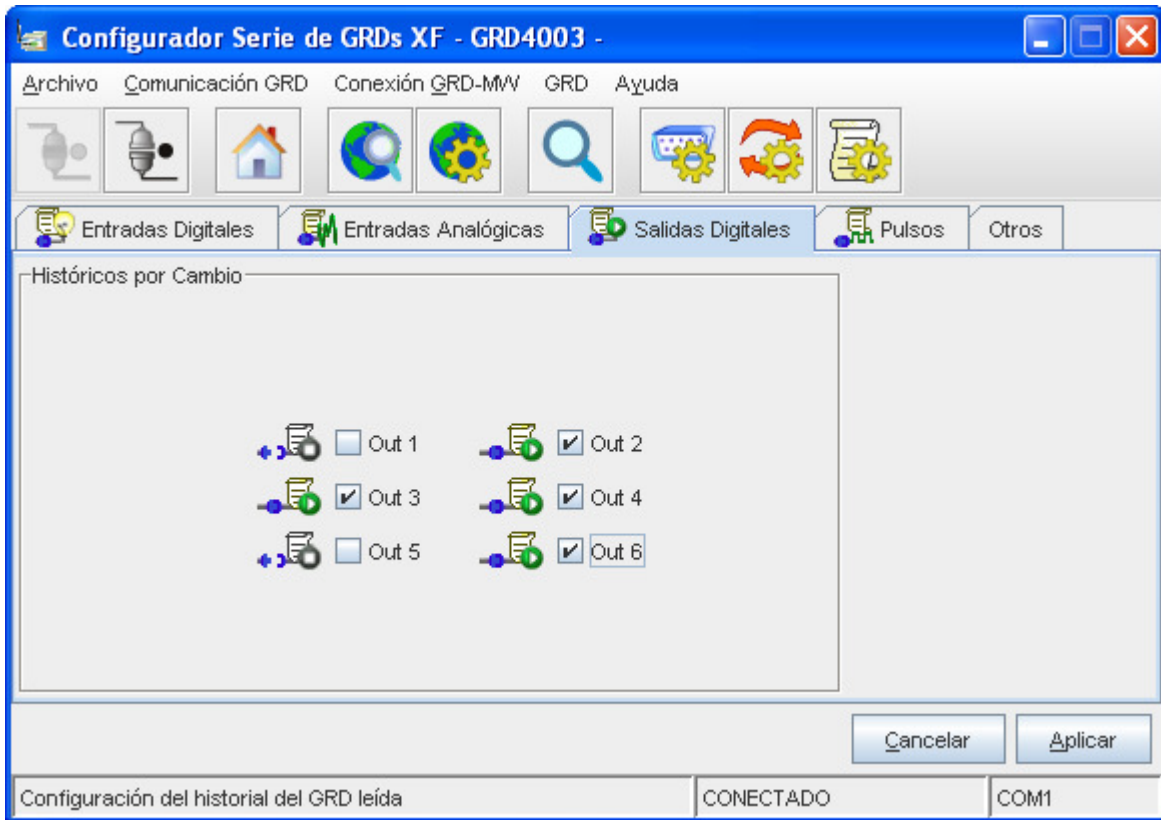 Configurador Serie de GRDs XF - GRD4003 -
Archivo Comunicación GRD Conexión GRD-MW GRD Ayuda
Entradas Digitales Entradas Analógicas Salidas Digitales Pulsos Otros
Históricos por Cambio
Out 1 Out 2
Out 3 Out 4
Out 5 Out 6
Cancelar Aplicar
Configuración del historial del GRD leída CONECTADO COM1